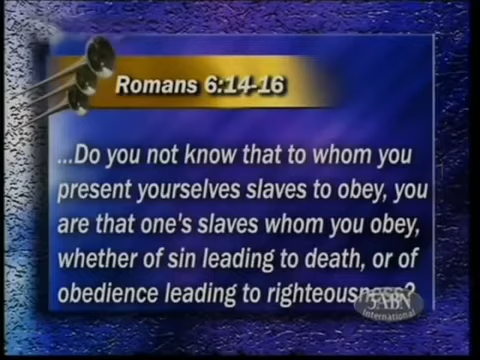 Romans 6:14-16
...Do you not know that to whom you
present yourselves slaves to obey, you
are that one's slaves whom you obey,
whether of sin leading to death, or of
obedience leading to righteousness?
3ABN
International